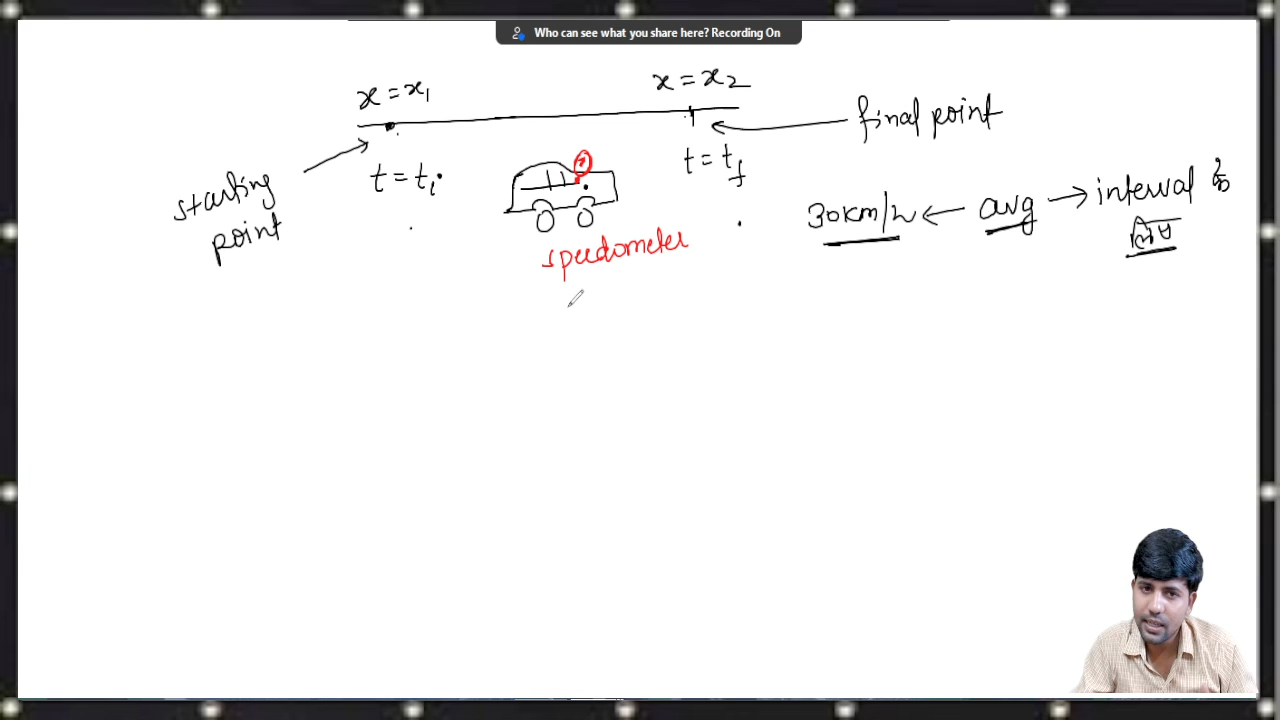 Who can see what you share here? Recording On
x = x1
x = x2
starting
point
t = ti
t = tf
final point
30km/h ← avg → interval के
लिए
speedometer